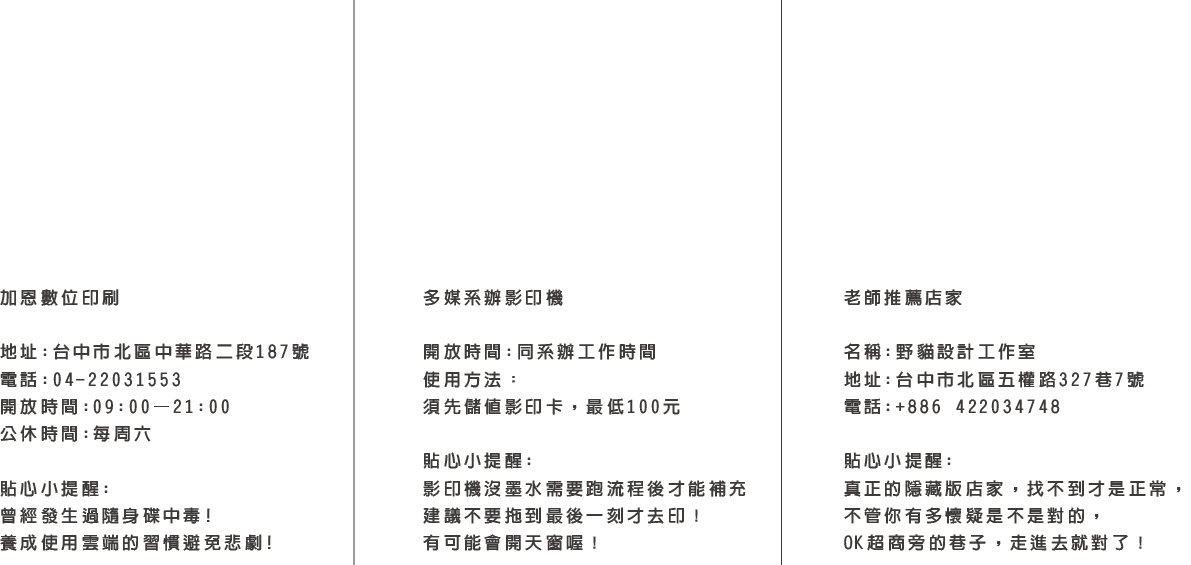 加恩數位印刷
地址:台中市北區中華路二段187號
電話:04-22031553
開放時間:09:00—21:00
公休時間:每周六
貼心小提醒:
曾經發生過隨身碟中毒!
養成使用雲端的習慣避免悲劇!
多媒系辦影印機
開放時間:同系辦工作時間
使用方法：
須先儲值影印卡，最低100元
貼心小提醒:
影印機沒墨水需要跑流程後才能補充
建議不要拖到最後一刻才去印！
有可能會開天窗喔！
老師推薦店家
名稱:野貓設計工作室
地址:台中市北區五權路327巷7號
電話:+886 422034748
貼心小提醒:
真正的隱藏版店家，找不到才是正常，
不管你有多懷疑是不是對的，
OK超商旁的巷子，走進去就對了！